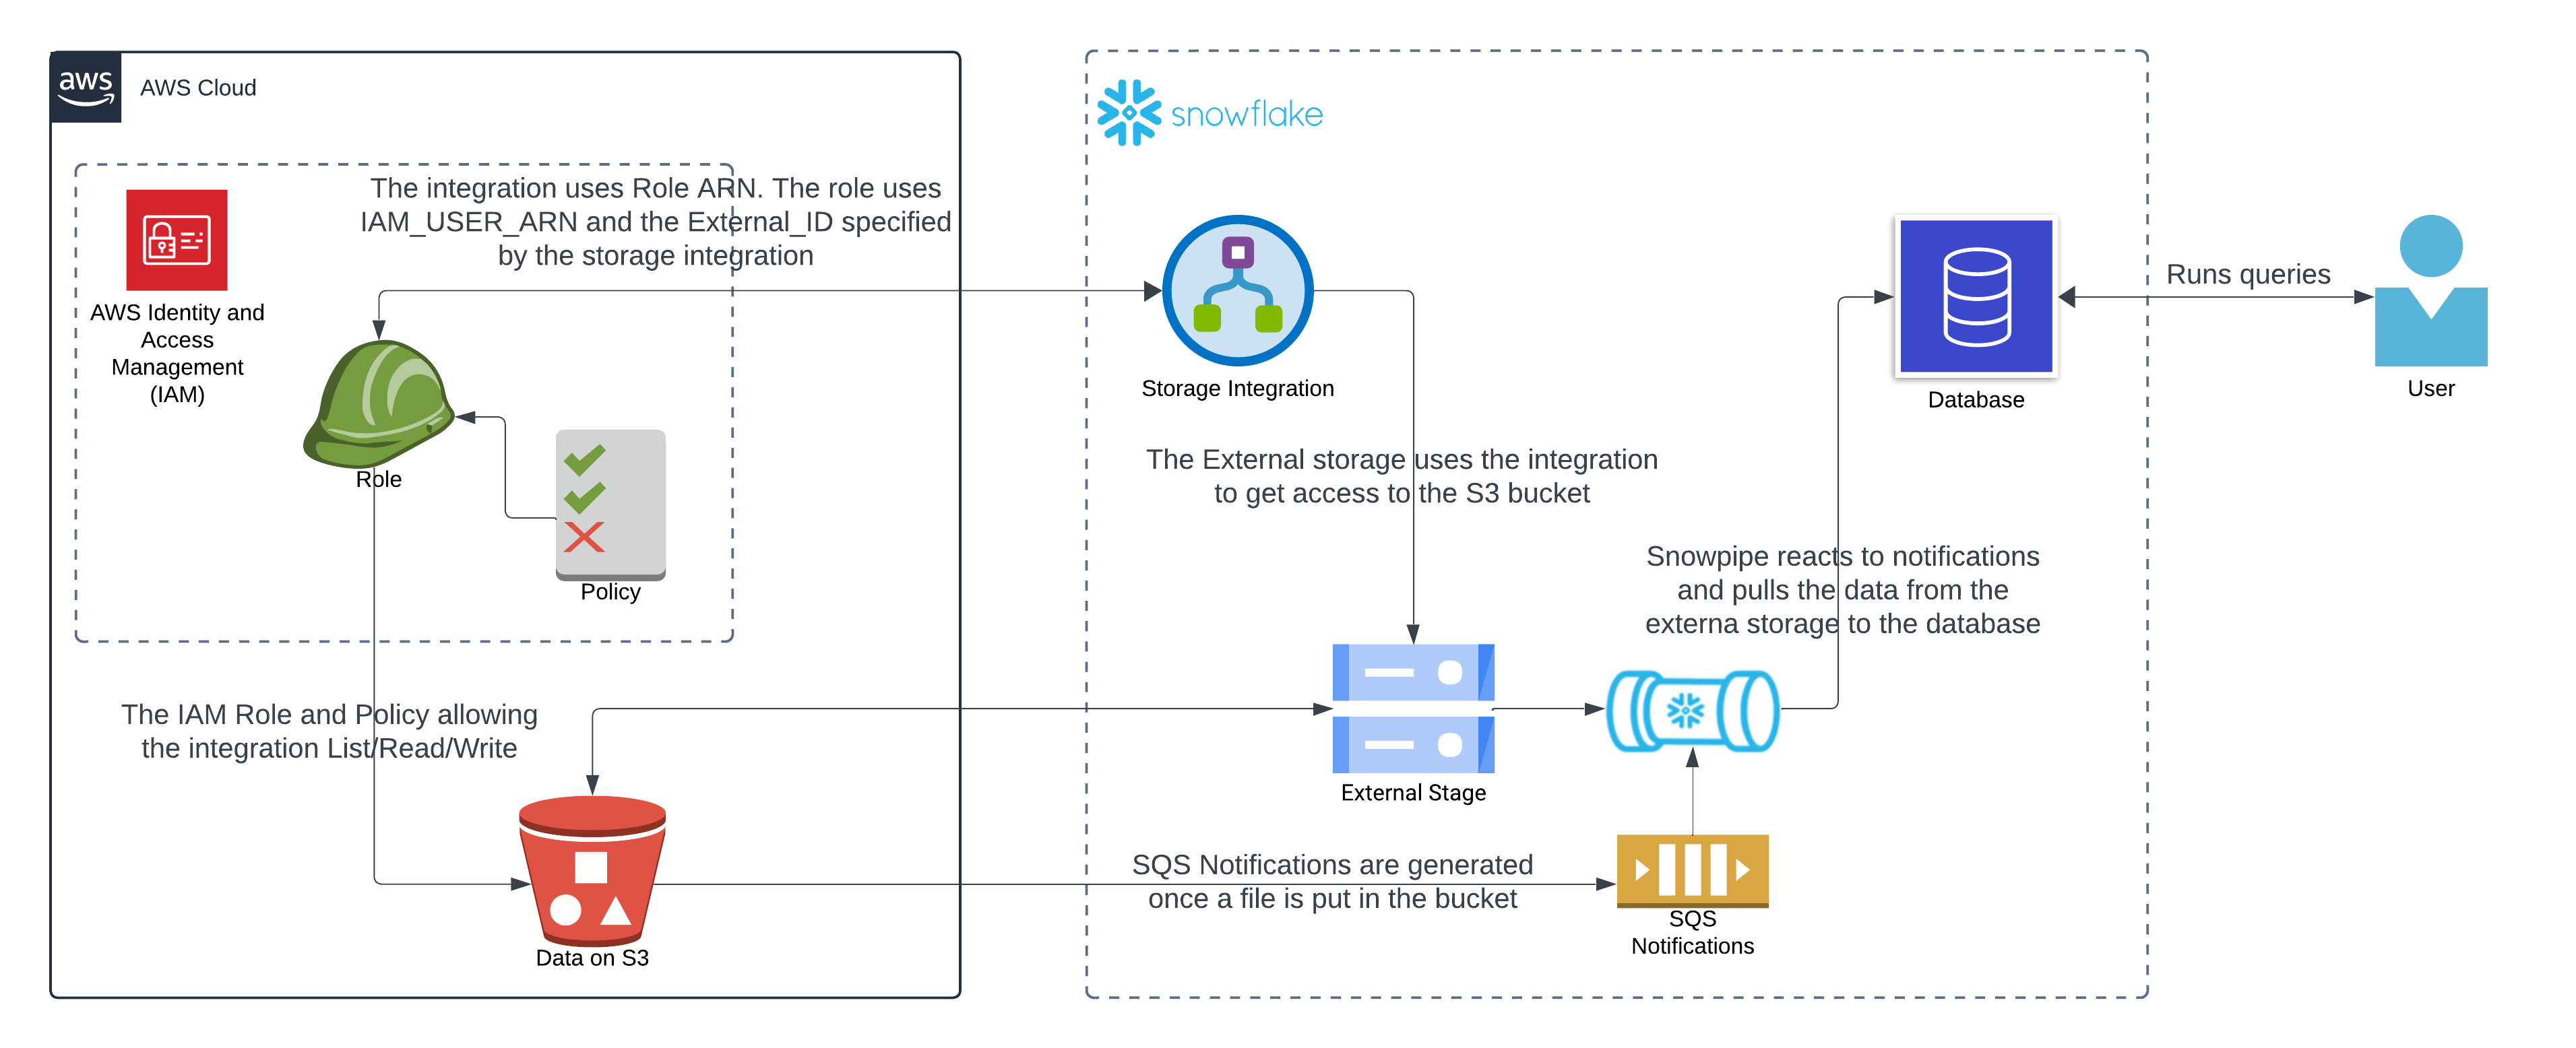 aws
AWS Cloud
snowflake
The integration uses Role ARN. The role uses
IAM_USER_ARN and the External_ID specified
by the storage integration
AWS Identity and
Access
Management
(IAM)
Role
Policy
Storage Integration
Database
Runs queries
User
The External storage uses the integration
to get access to the S3 bucket
Snowpipe reacts to notifications
and pulls the data from the
externa storage to the database
The IAM Role and Policy allowing
the integration List/Read/Write
External Stage
SQS Notifications are generated
once a file is put in the bucket
SQS
Notifications
Data on S3